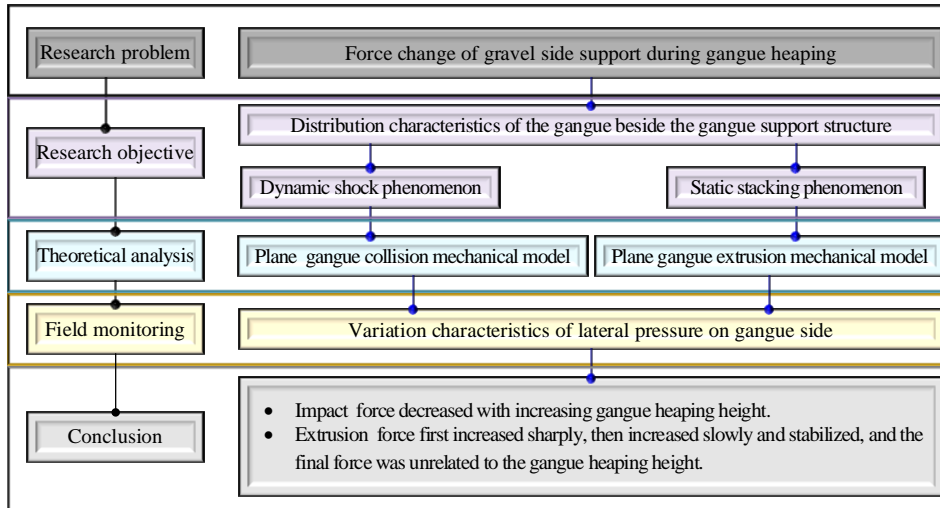 Research problem
Force change of gravel side support during gangue heaping
Distribution characteristics of the gangue beside the gangue support structure
Research objective
Dynamic shock phenomenon
Static stacking phenomenon
Theoretical analysis
Plane gangue collision mechanical model
Plane gangue extrusion mechanical model
Field monitoring
Variation characteristics of lateral pressure on gangue side
Conclusion
• Impact force decreased with increasing gangue heaping height.
• Extrusion force first increased sharply, then increased slowly and stabilized, and the
final force was unrelated to the gangue heaping height.